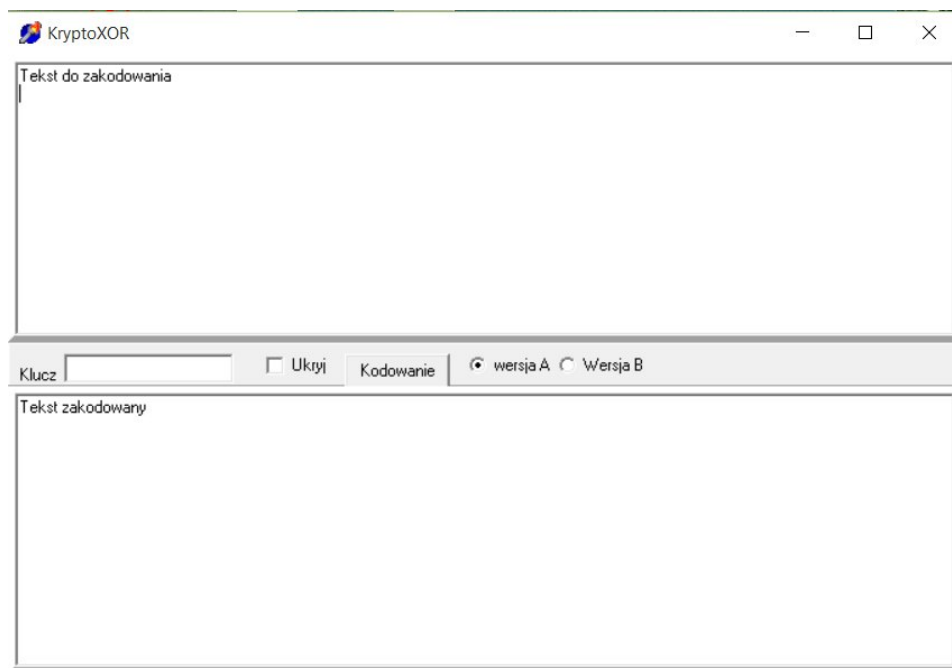 KryptoXOR
Tekst do zakodowania
Klucz Ukryj Kodowanie wersja A Wersja B
Tekst zakodowany